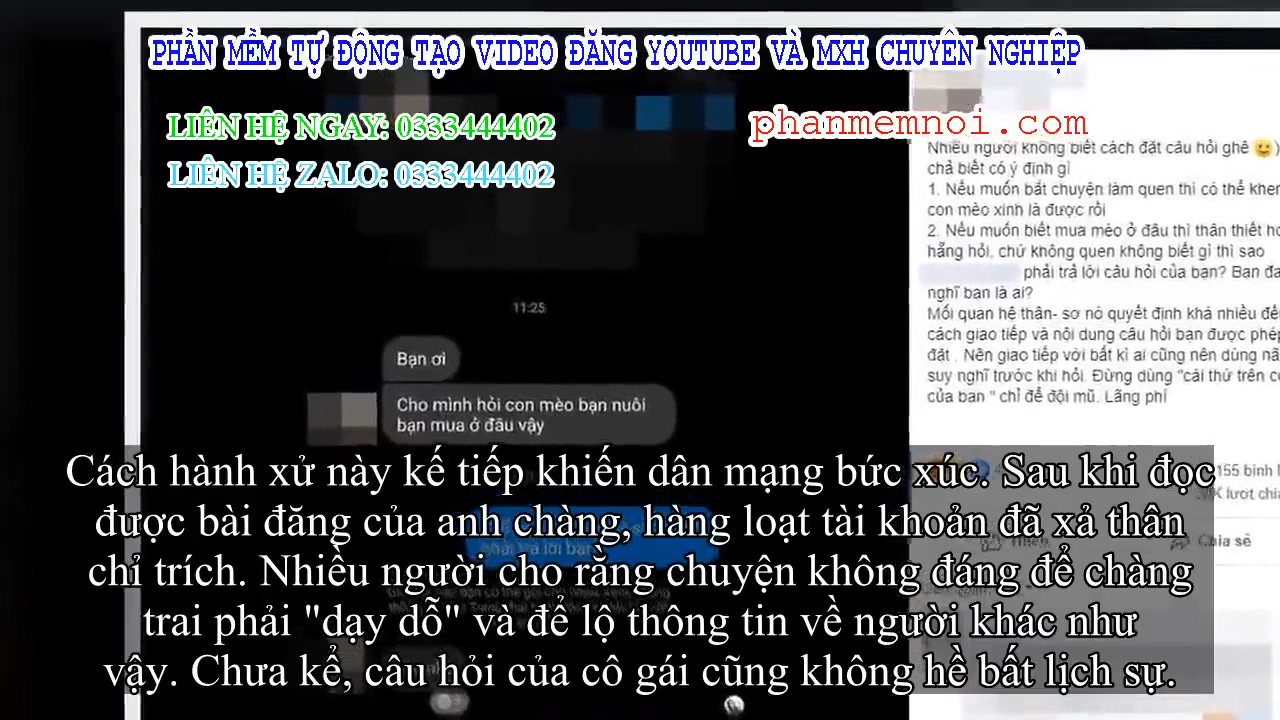 PHẦN MỀM TỰ ĐỘNG TẠO VIDEO ĐĂNG YOUTUBE VÀ MXH CHUYÊN NGHIỆP
LIÊN HỆ NGAY: 0333444402
phanmemnoi.com
LIÊN HỆ ZALO: 0333444402
Nhiều người không biết cách đặt câu hỏi ghê 🙂)
chả biết có ý định gì
1. Nếu muốn bắt chuyện làm quen thì có thể khen
con mèo xinh là được rồi
2. Nếu muốn biết mua mèo ở đâu thì thân thiết
hẵng hỏi, chứ không quen không biết gì thì sao
phải trả lời câu hỏi của bạn? Bạn
nghĩ bạn là ai?
Mối quan hệ thân- sơ nó quyết định khá nhiều
cách giao tiếp và nội dung câu hỏi bạn được phép
đặt . Nên giao tiếp với bất kì ai cũng nên dùng
suy nghĩ trước khi hỏi. Đừng dùng "cái thứ trên
của bạn " chỉ để đội mũ. Lãng phí
11:25
Bạn ơi
Cho mình hỏi con mèo bạn nuôi
bạn mua ở đâu vậy
155 bình
lượt
Chia sẻ
Cách hành xử này kế tiếp khiến dân mạng bức xúc. Sau khi đọc
được bài đăng của anh chàng, hàng loạt tài khoản đã xả thân
chỉ trích. Nhiều người cho rằng chuyện không đáng để chàng
trai phải "dạy dỗ" và để lộ thông tin về người khác như
vậy. Chưa kể, câu hỏi của cô gái cũng không hề bất lịch sự.